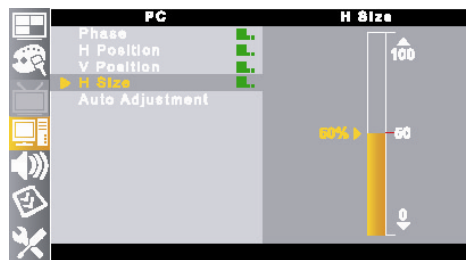 PC
H Size
Phase
H Position
V Position
H Size
Auto Adjustment
100
50%
50
0